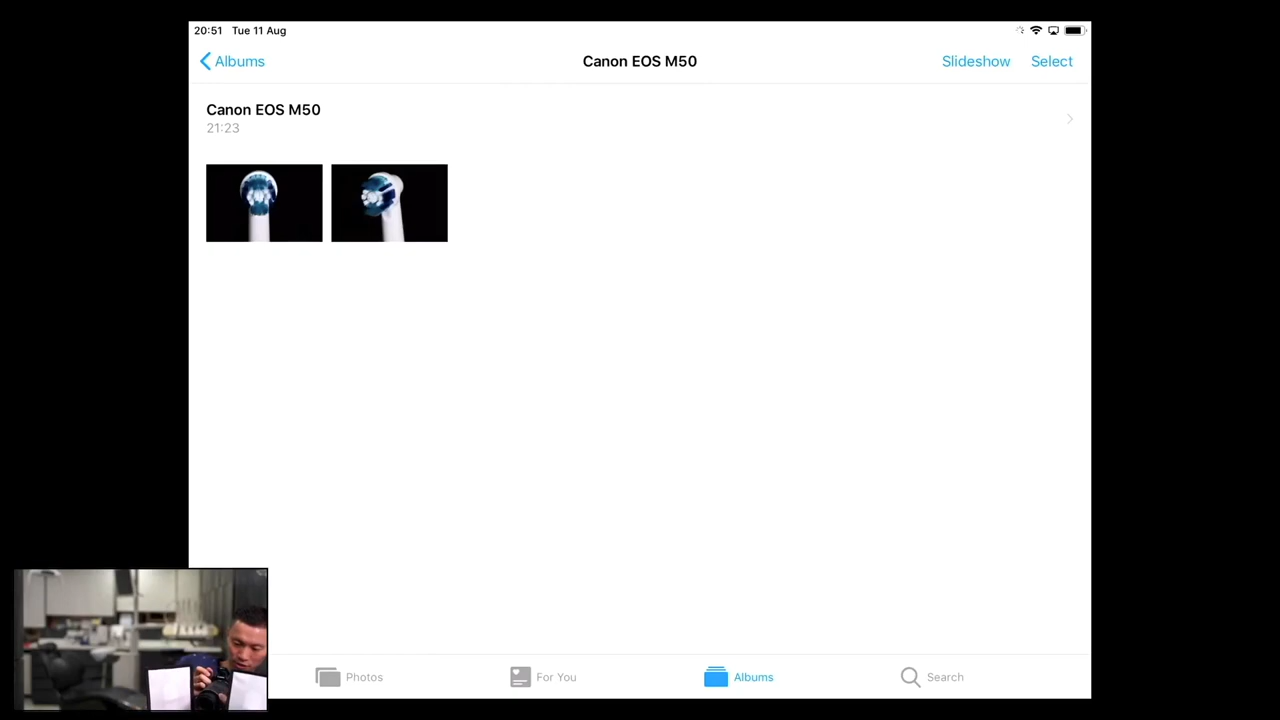 20:51 Tue 11 Aug
Albums
Canon EOS M50
Slideshow Select
Canon EOS M50
21:23
Photos
For You
Albums
Search